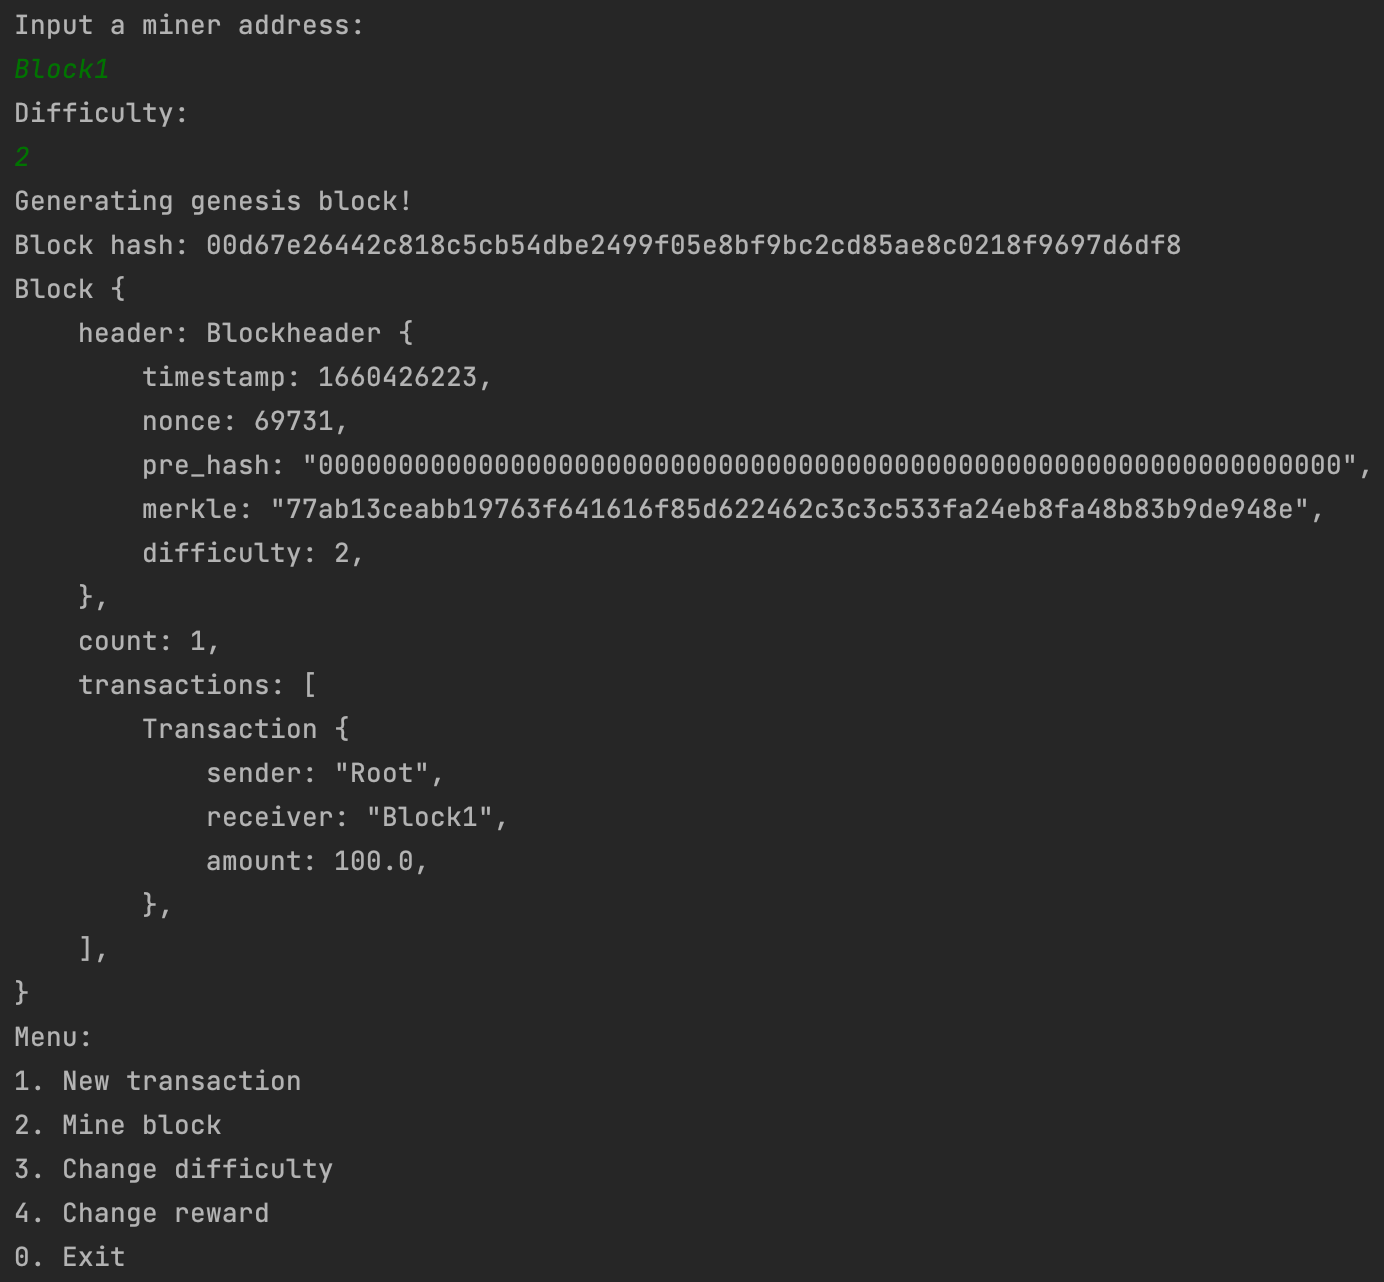 Input a miner address:
Block1
Difficulty:
2
Generating genesis block!
Block hash: 00d67e26442c818c5cb54dbe2499f05e8bf9bc2cd85ae8c0218f9697d6df8
Block {
    header: Blockheader {
        timestamp: 1660426223,
        nonce: 69731,
        pre_hash: "0000000000000000000000000000000000000000000000000000000000000000",
        merkle: "77ab13ceabb19763f641616f85d622462c3c3c533fa24eb8fa48b83b9de948e",
        difficulty: 2,
    },
    count: 1,
    transactions: [
        Transaction {
            sender: "Root",
            receiver: "Block1",
            amount: 100.0,
        },
    ],
}
Menu:
1. New transaction
2. Mine block
3. Change difficulty
4. Change reward
0. Exit